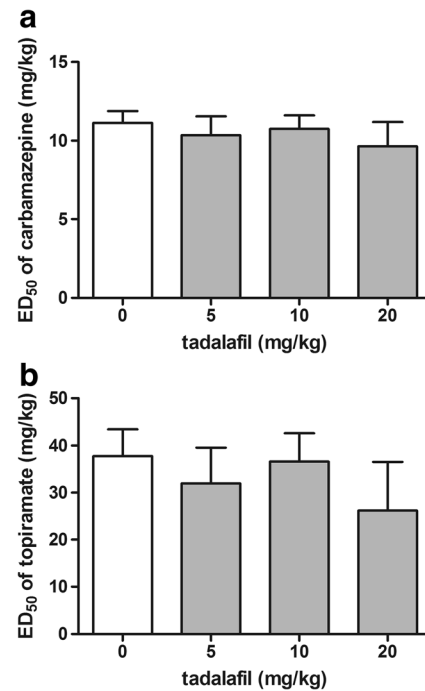 a
ED50 of carbamazepine (mg/kg)
15
10
5
0
0 5 10 20
tadalafil (mg/kg)
b
ED50 of topiramate (mg/kg)
50
40
30
20
10
0
0 5 10 20
tadalafil (mg/kg)